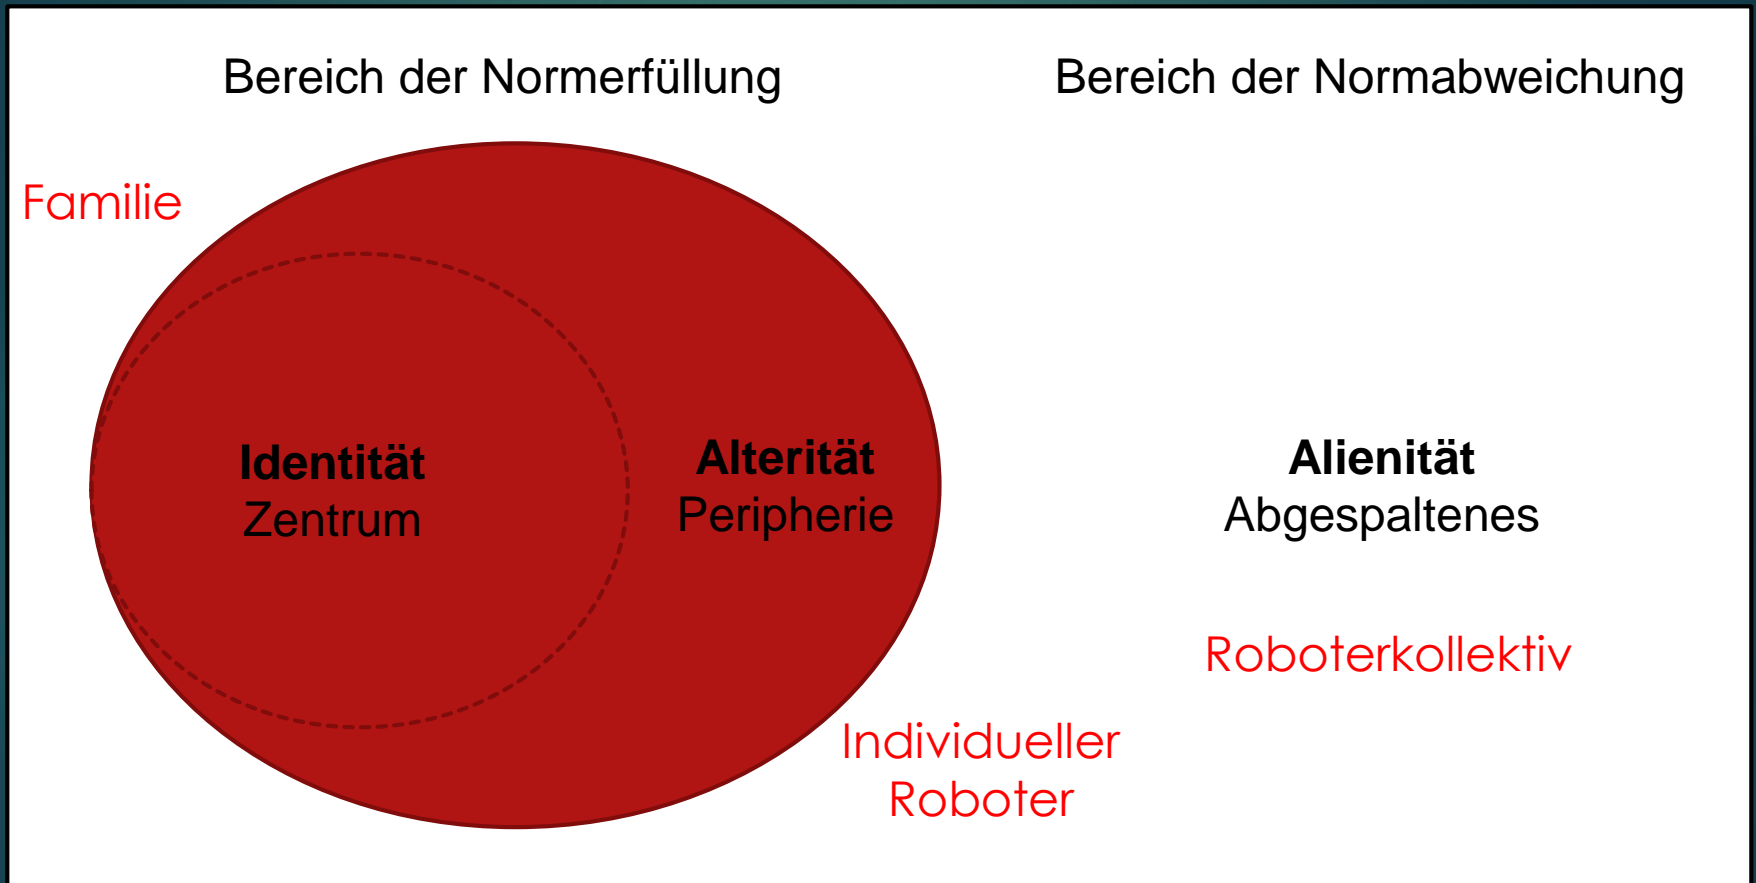 Bereich der Normerfüllung
Bereich der Normabweichung
Familie
Identität
Zentrum
Alterität
Peripherie
Alienität
Abgespaltenes
Roboterkollektiv
Individueller
Roboter